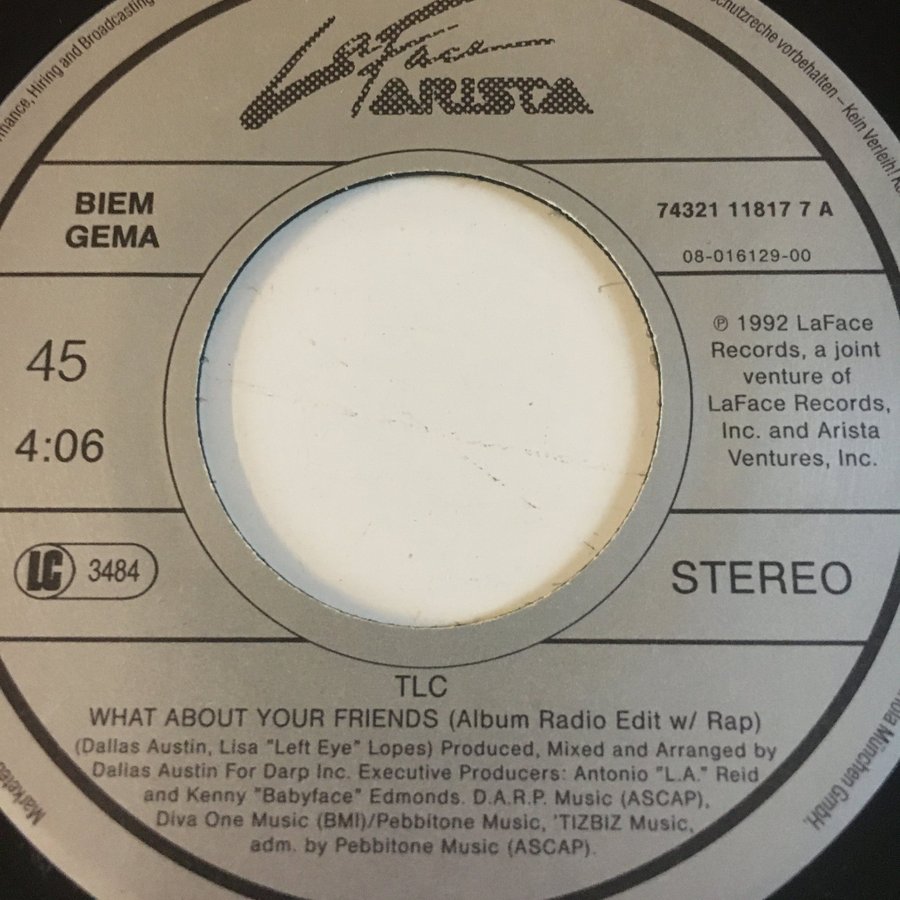 mance, Hiring and Broadcasting
chutzreche vorbehalten – Kein Verleih!
LaFace
ARISTA
BIEM
GEMA
74321 11817 7 A
08-016129-00
45
4:06
℗ 1992 LaFace
Records, a joint
venture of
LaFace Records,
Inc. and Arista
Ventures, Inc.
LC 3484
STEREO
TLC
WHAT ABOUT YOUR FRIENDS (Album Radio Edit w/ Rap)
(Dallas Austin, Lisa "Left Eye" Lopes) Produced, Mixed and Arranged by
Dallas Austin For Darp Inc. Executive Producers: Antonio "L.A." Reid
and Kenny "Babyface" Edmonds. D.A.R.P. Music (ASCAP),
Diva One Music (BMI)/Pebbitone Music, 'TIZBIZ Music,
adm. by Pebbitone Music (ASCAP).
Marketed
ola München GmbH.